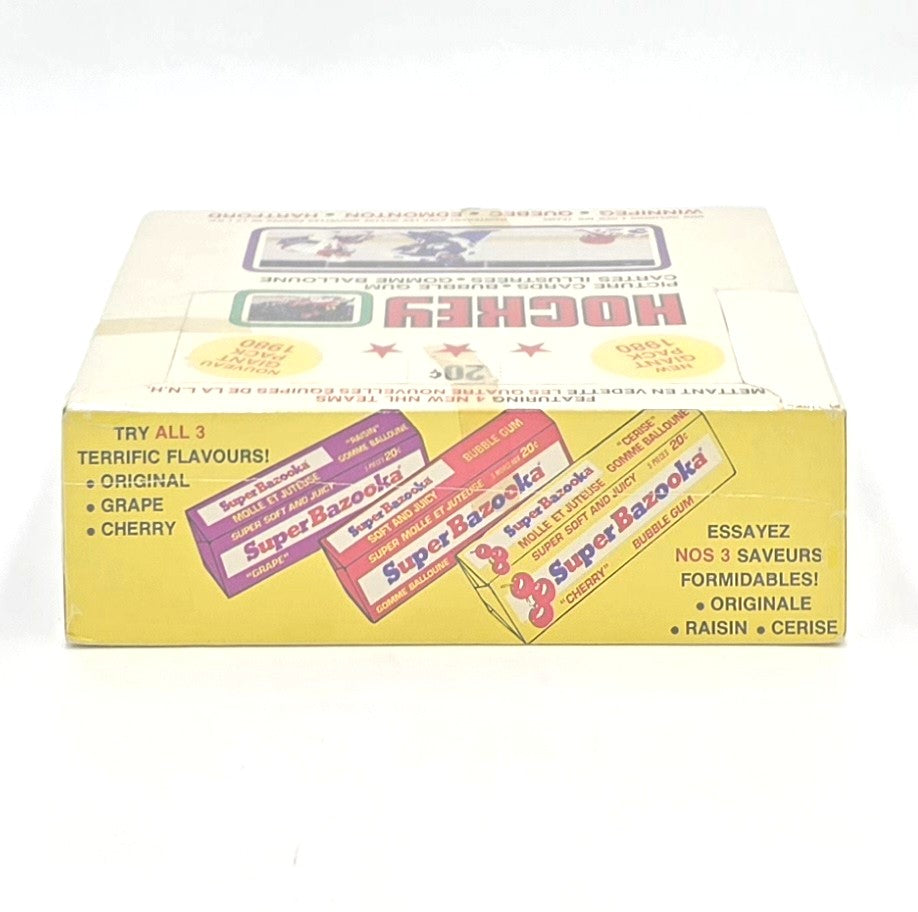 WINNIPEG • QUEBEC • EDMONTON • HARTFORD
PICTURE CARDS • BUBBLE GUM
CARTES ILLUSTRÉES • GOMME BALLOUNE
HOCKEY
NEW
GIANT
PACK
1980
NOUVEAU
GIANT
PACK
1980
20¢
FEATURING 4 NEW NHL TEAMS
METTANT EN VEDETTE LES QUATRE NOUVELLES ÉQUIPES DE LA L.N.H.
TRY ALL 3
TERRIFIC FLAVOURS!
• ORIGINAL
• GRAPE
• CHERRY
"RAISIN"
GOMME BALLOUNE
Super Bazooka
MOLLE ET JUTEUSE
20¢
SUPER SOFT AND JUICY
Super Bazooka
"GRAPE"
BUBBLE GUM
Super Bazooka
SOFT AND JUICY
20¢
SUPER MOLLE ET JUTEUSE
Super Bazooka
GOMME BALLOUNE
"CERISE"
GOMME BALLOUNE
Super Bazooka
MOLLE ET JUTEUSE
5 PIECES 20¢
SUPER SOFT AND JUICY
Super Bazooka
"CHERRY"
BUBBLE GUM
ESSAYEZ
NOS 3 SAVEURS
FORMIDABLES!
• ORIGINALE
• RAISIN • CERISE